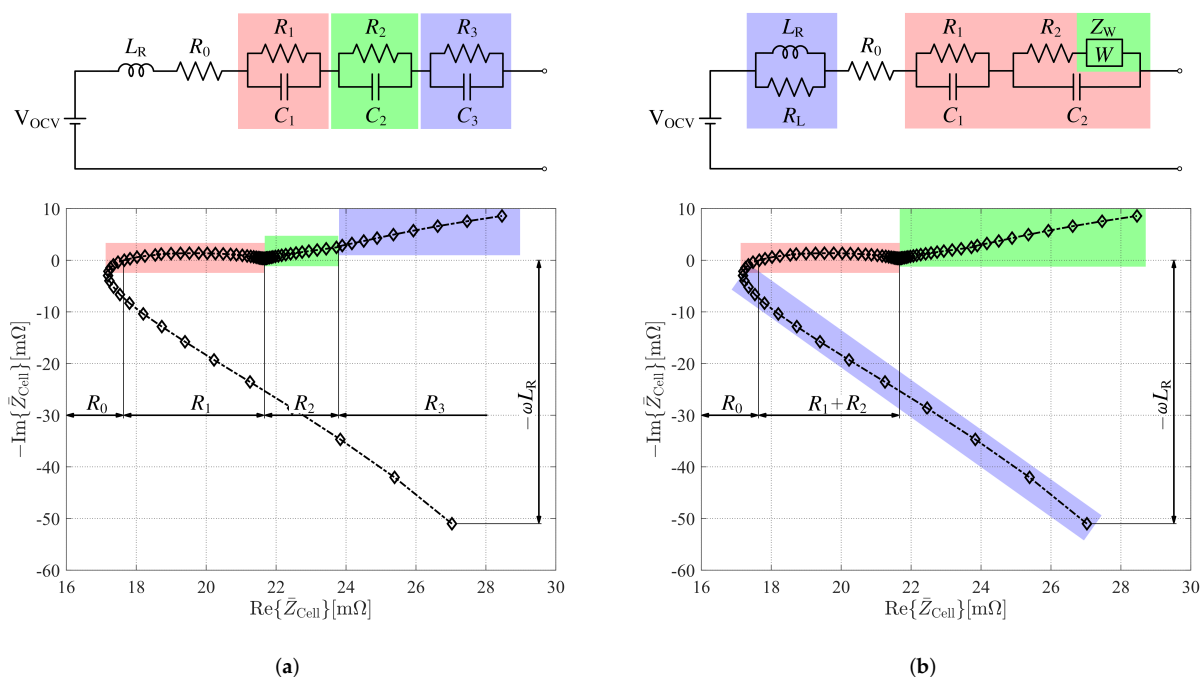 L_R R_0 R_1 R_2 R_3
C_1 C_2 C_3
V_OCV
10
0
-10
-20
-30
-40
-50
-60
16 18 20 22 24 26 28 30
−Im{Z̄_Cell}[mΩ]
Re{Z̄_Cell}[mΩ]
R_0 R_1 R_2 R_3
−ωL_R
(a)
L_R R_0 R_1 R_2 Z_W
W
R_L C_1 C_2
V_OCV
10
0
-10
-20
-30
-40
-50
-60
16 18 20 22 24 26 28 30
−Im{Z̄_Cell}[mΩ]
Re{Z̄_Cell}[mΩ]
R_0 R_1+R_2
−ωL_R
(b)